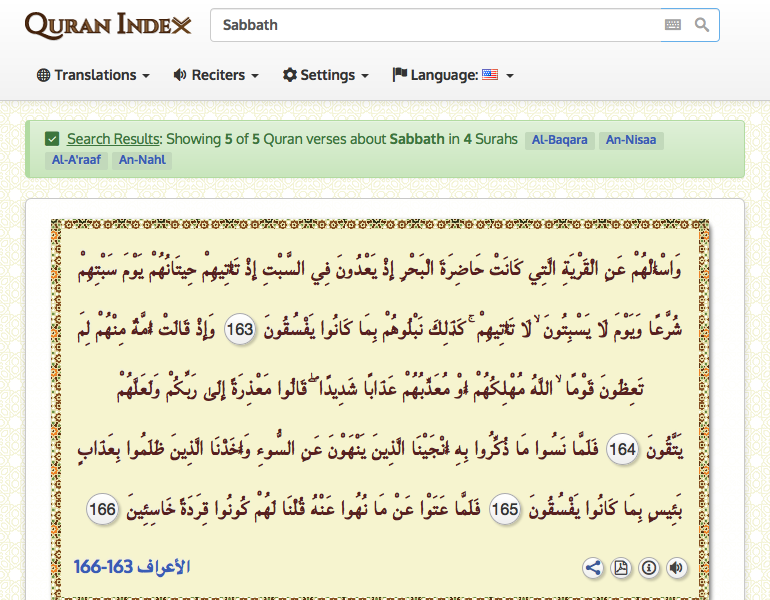 QURAN INDEX
Sabbath
Translations
Reciters
Settings
Language:
Search Results: Showing 5 of 5 Quran verses about Sabbath in 4 Surahs Al-Baqara An-Nisaa
Al-A'raaf An-Nahl
وَاسْأَلْهُمْ عَنِ الْقَرْيَةِ الَّتِي كَانَتْ حَاضِرَةَ الْبَحْرِ إِذْ يَعْدُونَ فِي السَّبْتِ إِذْ تَأْتِيهِمْ حِيتَانُهُمْ يَوْمَ سَبْتِهِمْ
شُرَّعًا وَيَوْمَ لَا يَسْبِتُونَ ۙ لَا تَأْتِيهِمْ ۚ كَذَٰلِكَ نَبْلُوهُمْ بِمَا كَانُوا يَفْسُقُونَ 163 وَإِذْ قَالَتْ أُمَّةٌ مِنْهُمْ لِمَ
تَعِظُونَ قَوْمًا ۙ اللَّهُ مُهْلِكُهُمْ أَوْ مُعَذِّبُهُمْ عَذَابًا شَدِيدًا ۖ قَالُوا مَعْذِرَةً إِلَىٰ رَبِّكُمْ وَلَعَلَّهُمْ
يَتَّقُونَ 164 فَلَمَّا نَسُوا مَا ذُكِّرُوا بِهِ أَنْجَيْنَا الَّذِينَ يَنْهَوْنَ عَنِ السُّوءِ وَأَخَذْنَا الَّذِينَ ظَلَمُوا بِعَذَابٍ
بَئِيسٍ بِمَا كَانُوا يَفْسُقُونَ 165 فَلَمَّا عَتَوْا عَنْ مَا نُهُوا عَنْهُ قُلْنَا لَهُمْ كُونُوا قِرَدَةً خَاسِئِينَ 166
الأعراف 163-166